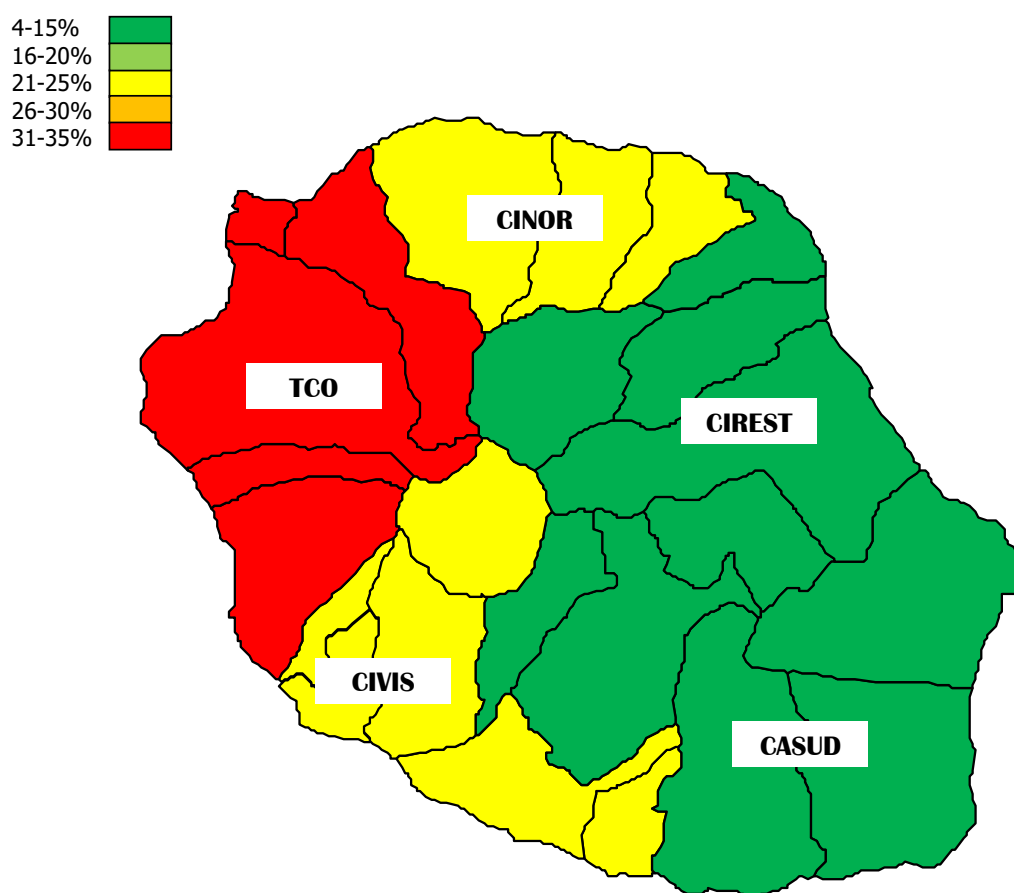 4-15%
16-20%
21-25%
26-30%
31-35%
CINOR
TCO
CIREST
CIVIS
CASUD